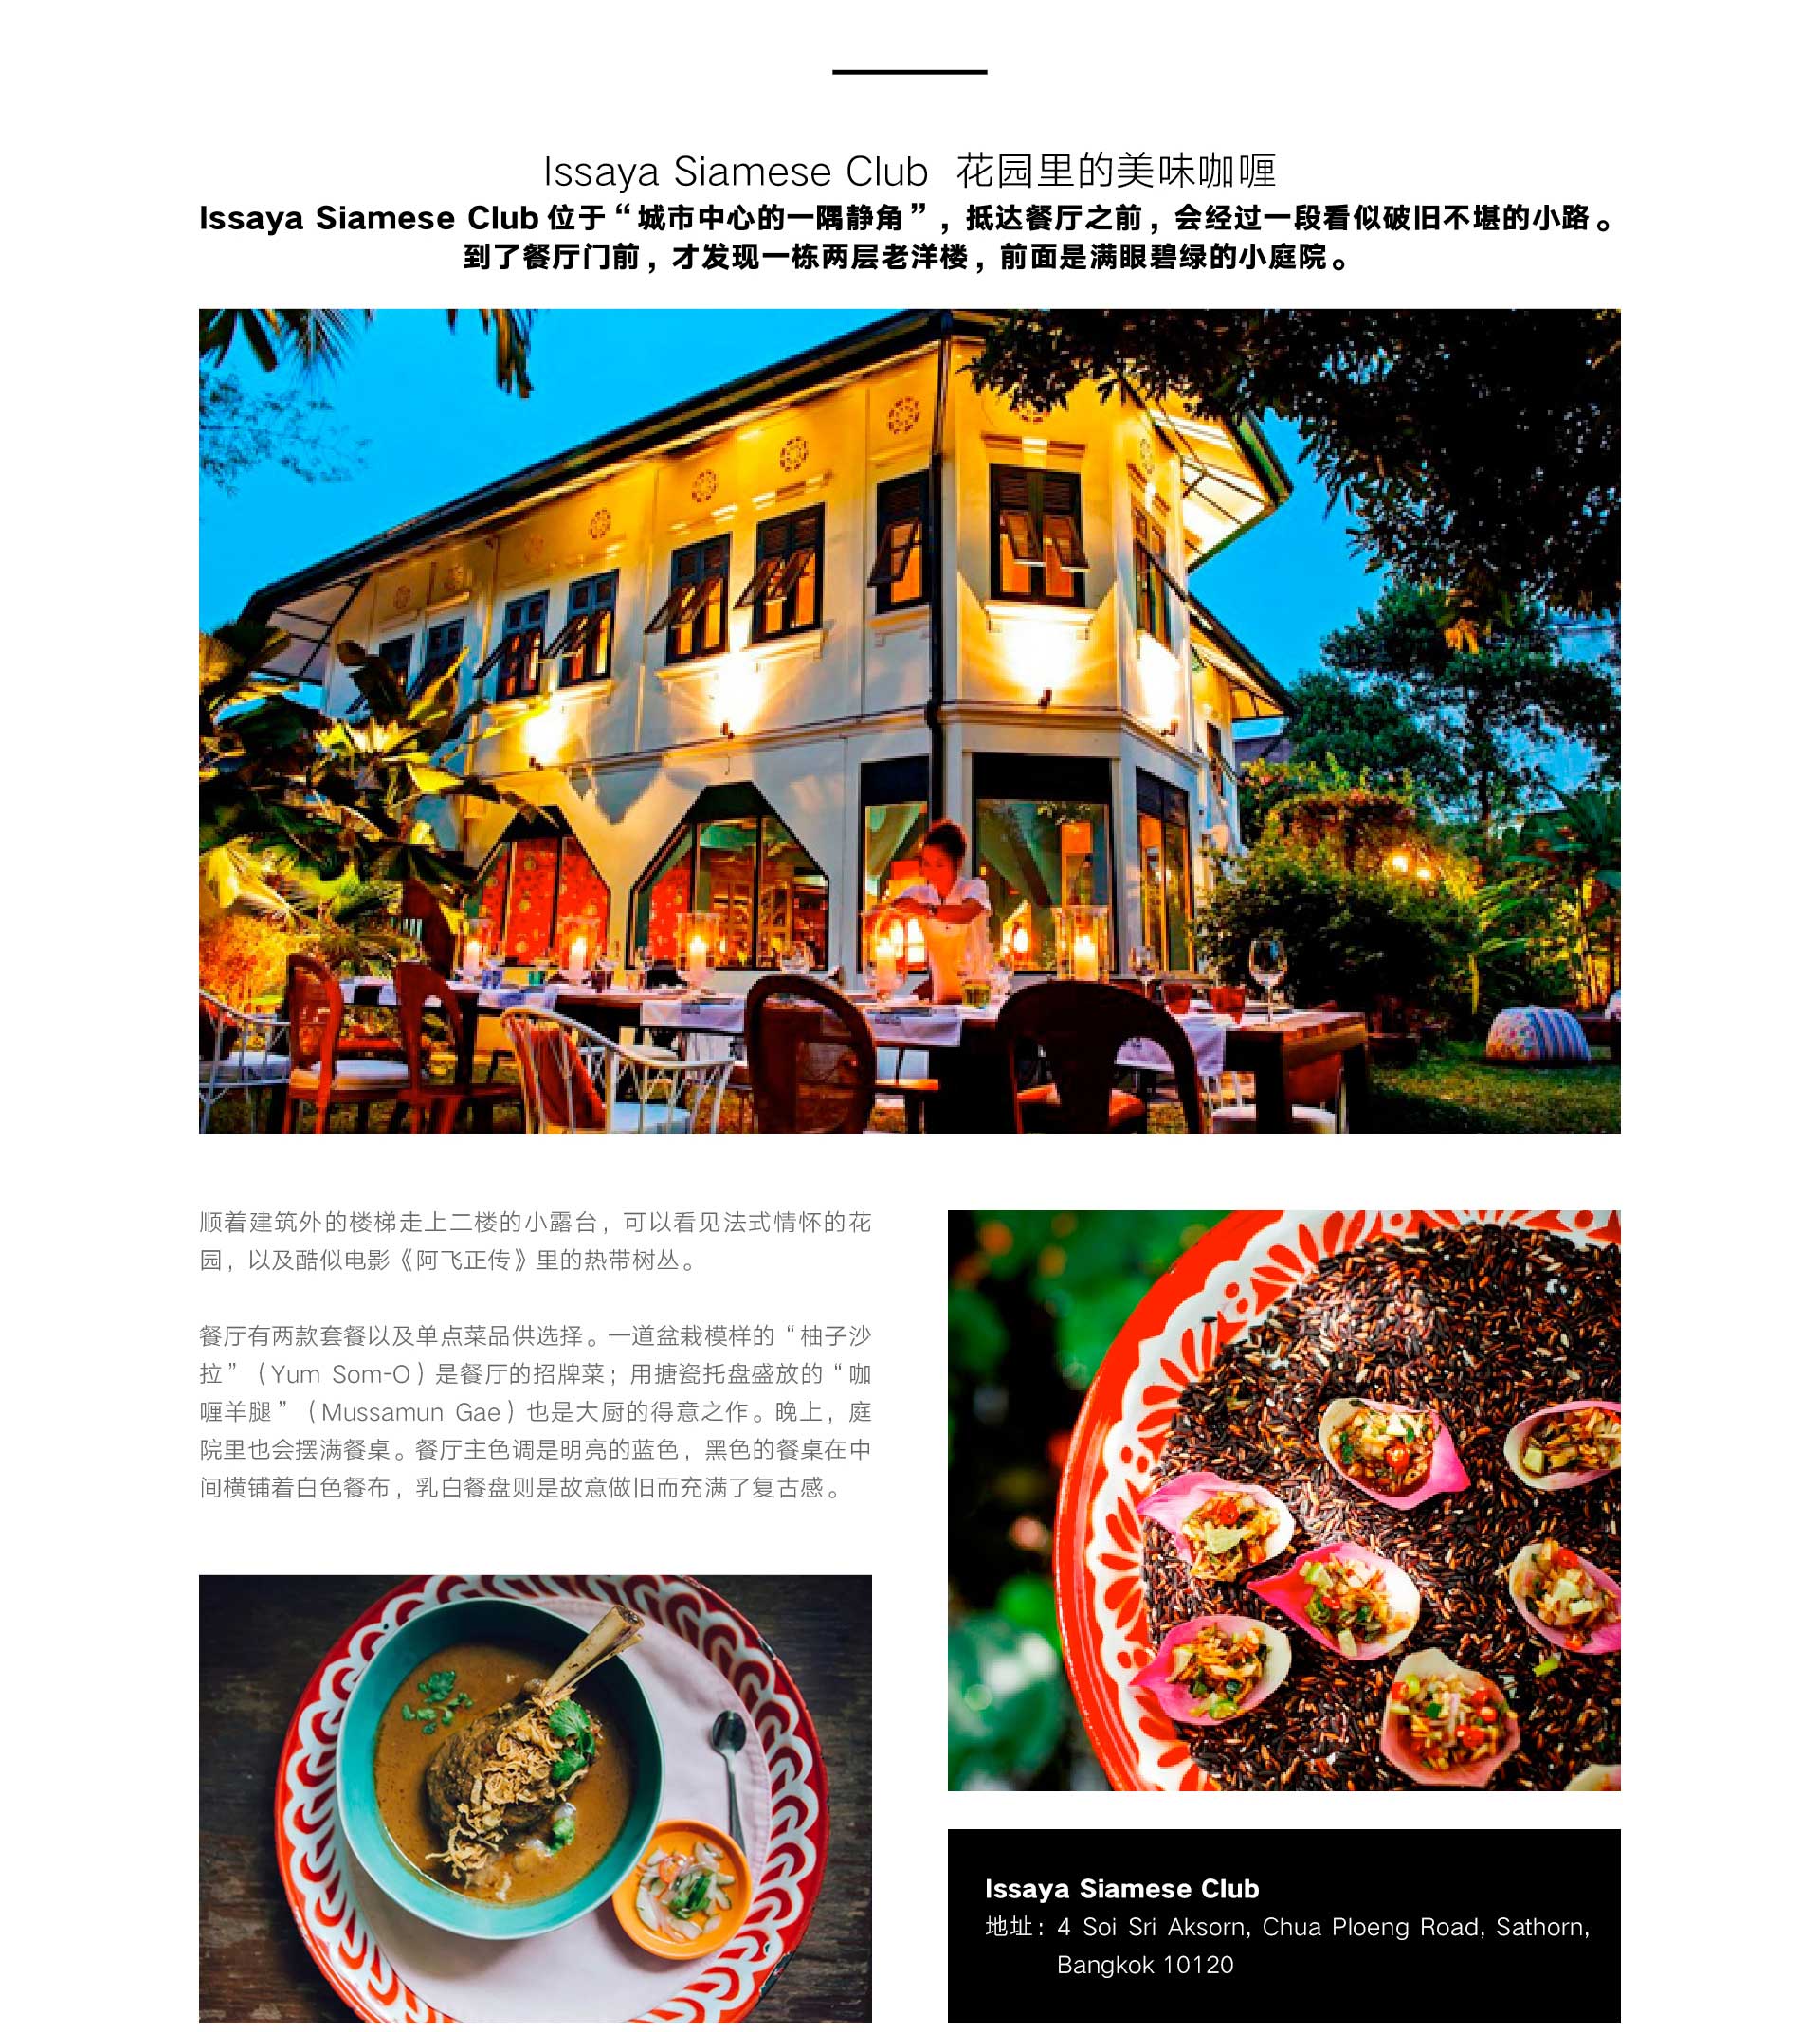 Issaya Siamese Club 花园里的美味咖喱
Issaya Siamese Club 位于“城市中心的一隅静角”，抵达餐厅之前，会经过一段看似破旧不堪的小路。
到了餐厅门前，才发现一栋两层老洋楼，前面是满眼碧绿的小庭院。
顺着建筑外的楼梯走上二楼的小露台，可以看见法式情怀的花
园，以及酷似电影《阿飞正传》里的热带树丛。
餐厅有两款套餐以及单点菜品供选择。一道盆栽模样的“柚子沙
拉”（Yum Som-O）是餐厅的招牌菜；用搪瓷托盘盛放的“咖
喱羊腿”（Mussamun Gae）也是大厨的得意之作。晚上，庭
院里也会摆满餐桌。餐厅主色调是明亮的蓝色，黑色的餐桌在中
间横铺着白色餐布，乳白餐盘则是故意做旧而充满了复古感。
Issaya Siamese Club
地址：4 Soi Sri Aksorn, Chua Ploeng Road, Sathorn,
Bangkok 10120